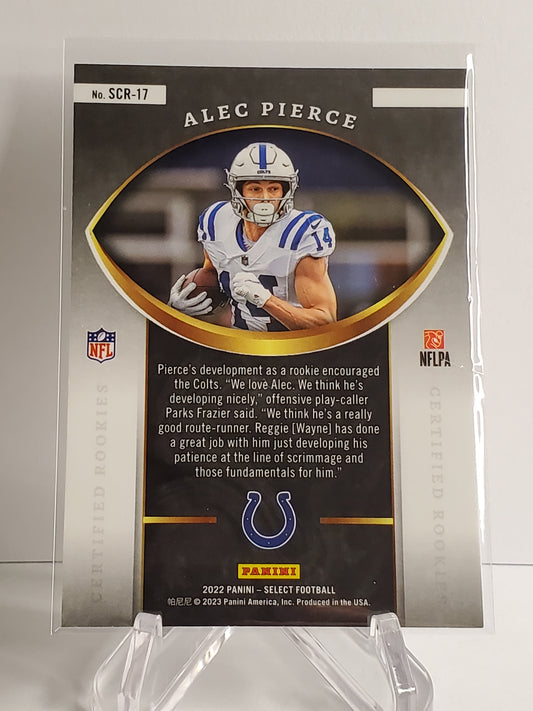 No. SCR-17
ALEC PIERCE
COLTS
14
14
NFL
NFLPA
CERTIFIED ROOKIES
CERTIFIED ROOKIES
Pierce's development as a rookie encouraged
the Colts. “We love Alec. We think he's
developing nicely,” offensive play-caller
Parks Frazier said. “We think he's a really
good route-runner. Reggie [Wayne] has done
a great job with him just developing his
patience at the line of scrimmage and
those fundamentals for him.”
PANINI
2022 PANINI – SELECT FOOTBALL
帕尼尼 © 2023 Panini America, Inc. Produced in the USA.